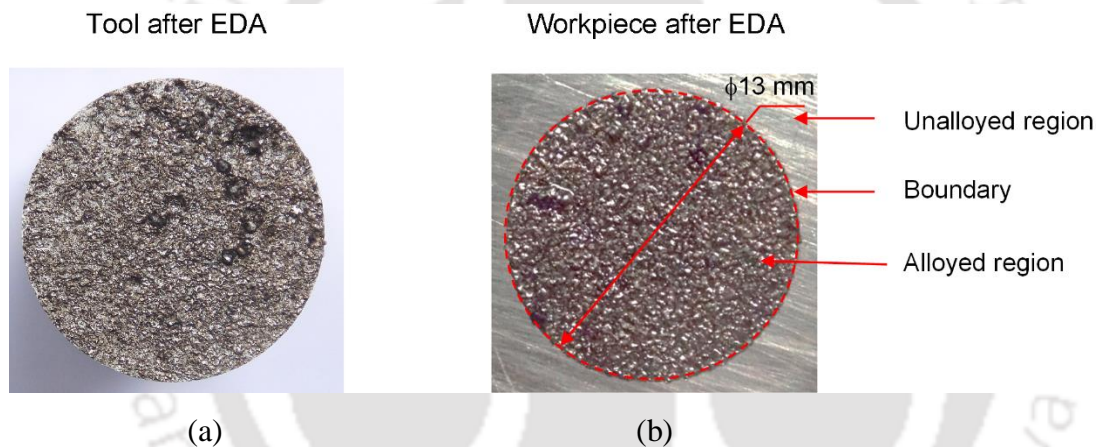 Tool after EDA
Workpiece after EDA
ϕ13 mm
Unalloyed region
Boundary
Alloyed region
(a)
(b)